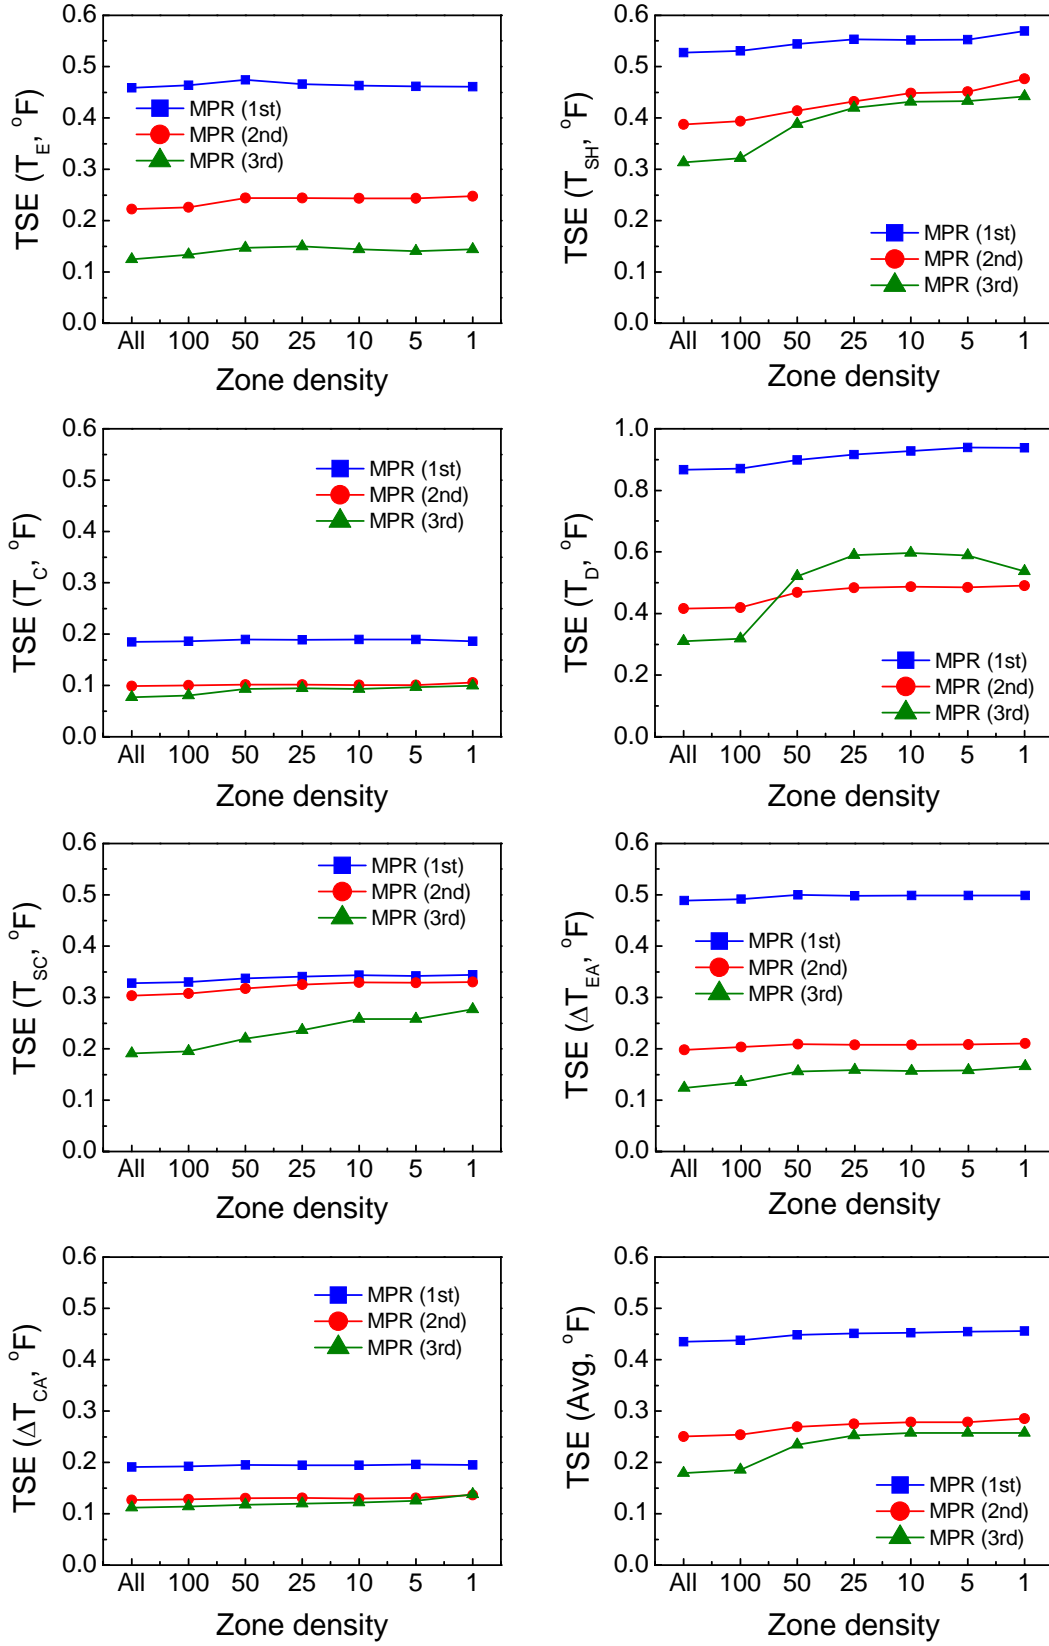 TSE (T_E, °F)
0.6
0.5
0.4
0.3
0.2
0.1
0.0
MPR (1st)
MPR (2nd)
MPR (3rd)
All 100 50 25 10 5 1
Zone density
TSE (T_SH, °F)
0.6
0.5
0.4
0.3
0.2
0.1
0.0
MPR (1st)
MPR (2nd)
MPR (3rd)
All 100 50 25 10 5 1
Zone density
TSE (T_C, °F)
0.6
0.5
0.4
0.3
0.2
0.1
0.0
MPR (1st)
MPR (2nd)
MPR (3rd)
All 100 50 25 10 5 1
Zone density
TSE (T_D, °F)
1.0
0.8
0.6
0.4
0.2
0.0
MPR (1st)
MPR (2nd)
MPR (3rd)
All 100 50 25 10 5 1
Zone density
TSE (T_SC, °F)
0.6
0.5
0.4
0.3
0.2
0.1
0.0
MPR (1st)
MPR (2nd)
MPR (3rd)
All 100 50 25 10 5 1
Zone density
TSE (ΔT_EA, °F)
0.6
0.5
0.4
0.3
0.2
0.1
0.0
MPR (1st)
MPR (2nd)
MPR (3rd)
All 100 50 25 10 5 1
Zone density
TSE (ΔT_CA, °F)
0.6
0.5
0.4
0.3
0.2
0.1
0.0
MPR (1st)
MPR (2nd)
MPR (3rd)
All 100 50 25 10 5 1
Zone density
TSE (Avg, °F)
0.6
0.5
0.4
0.3
0.2
0.1
0.0
MPR (1st)
MPR (2nd)
MPR (3rd)
All 100 50 25 10 5 1
Zone density